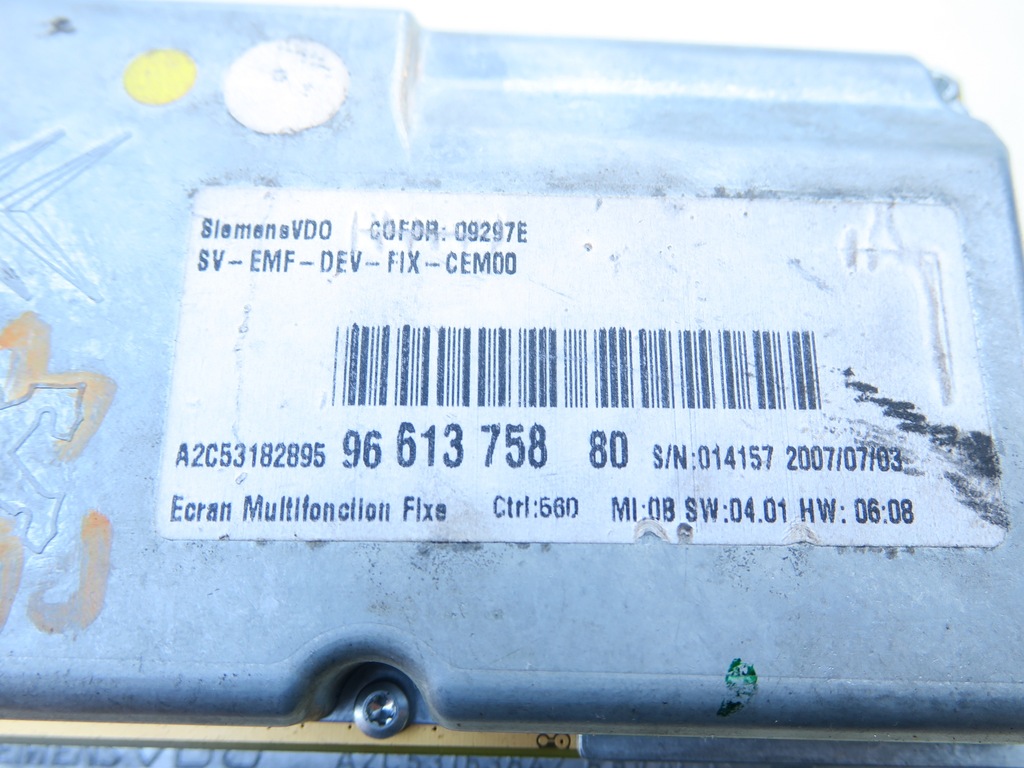 SiemensVDO COFOR: 09297E
SV-EMF-DEV-FIX-CEM00
A2C53182895 96 613 758 80 S/N:014157 2007/07/03
Ecran Multifonction Fixe Ctrl:560 MI:0B SW:04.01 HW: 06:08